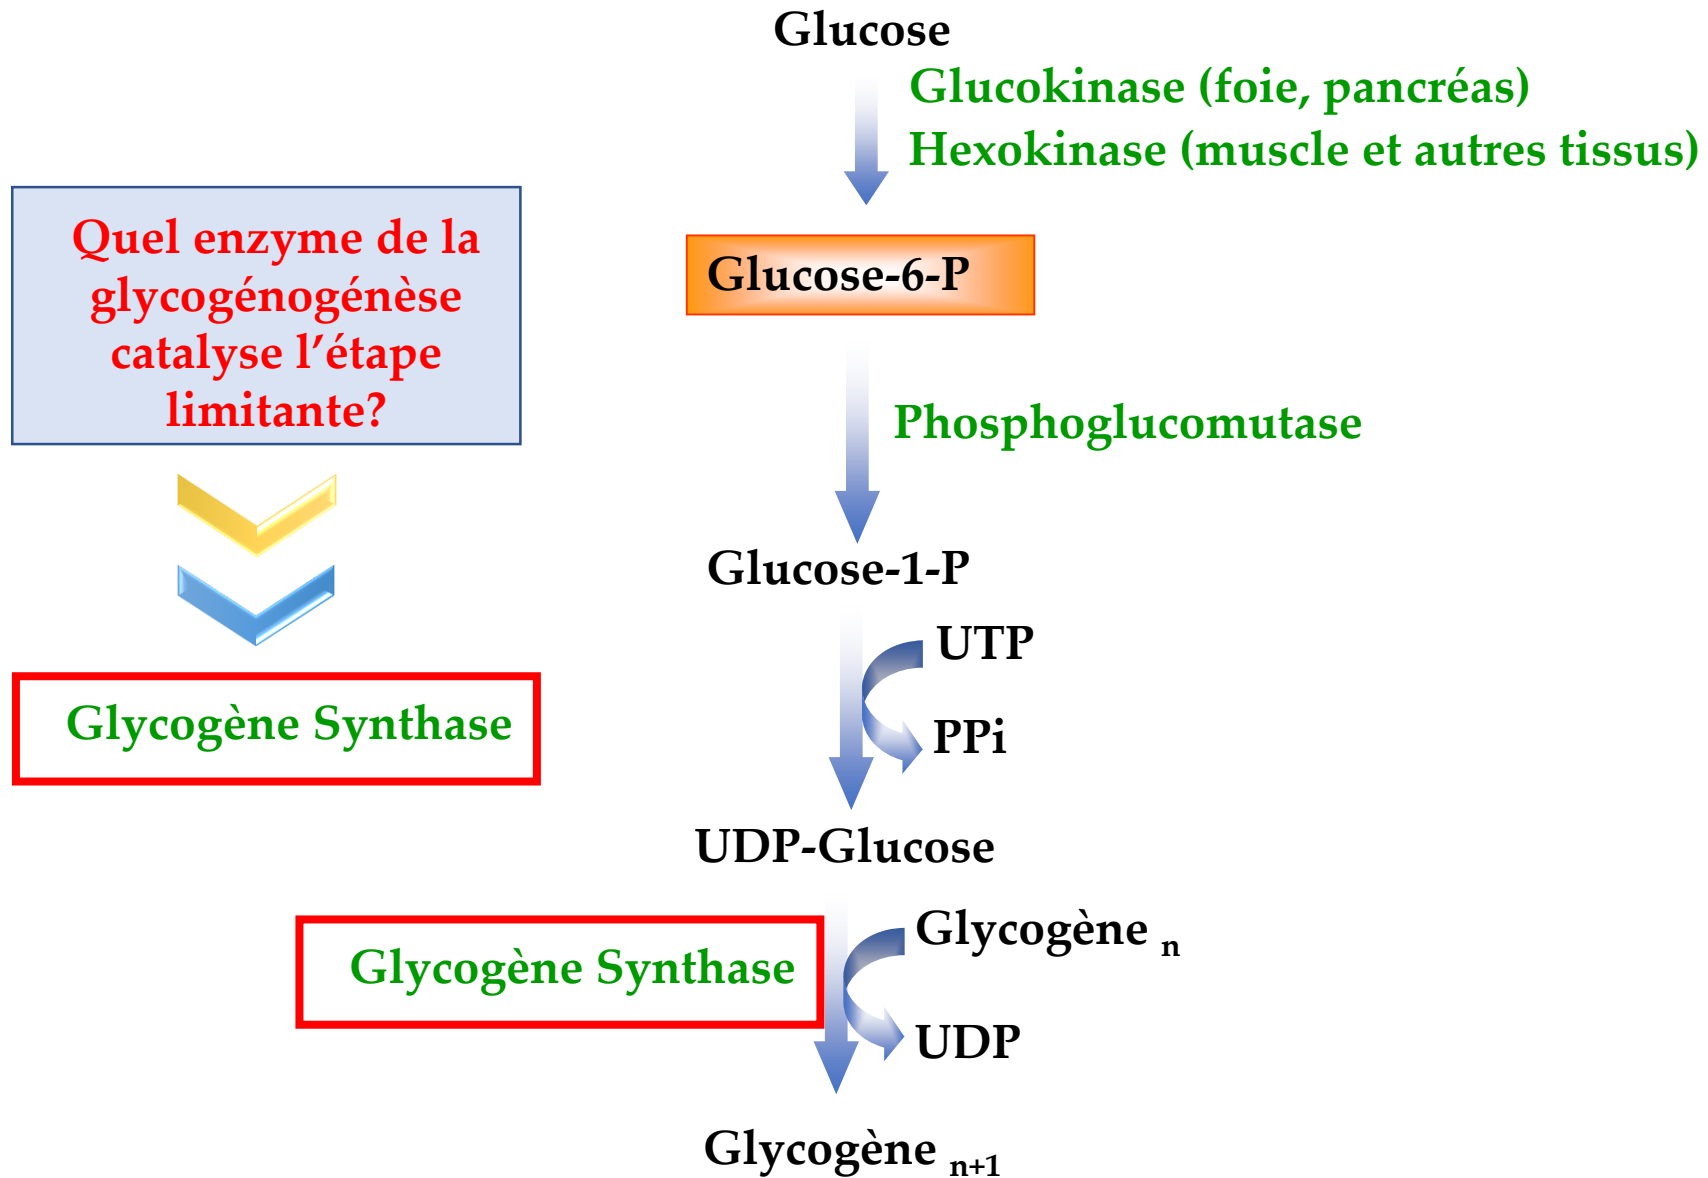 Glucose
Glucokinase (foie, pancréas)
Hexokinase (muscle et autres tissus)
Quel enzyme de la
glycogénogénèse
catalyse l’étape
limitante?
Glucose-6-P
Phosphoglucomutase
Glucose-1-P
UTP
Glycogène Synthase
PPi
UDP-Glucose
Glycogène n
Glycogène Synthase
UDP
Glycogène n+1